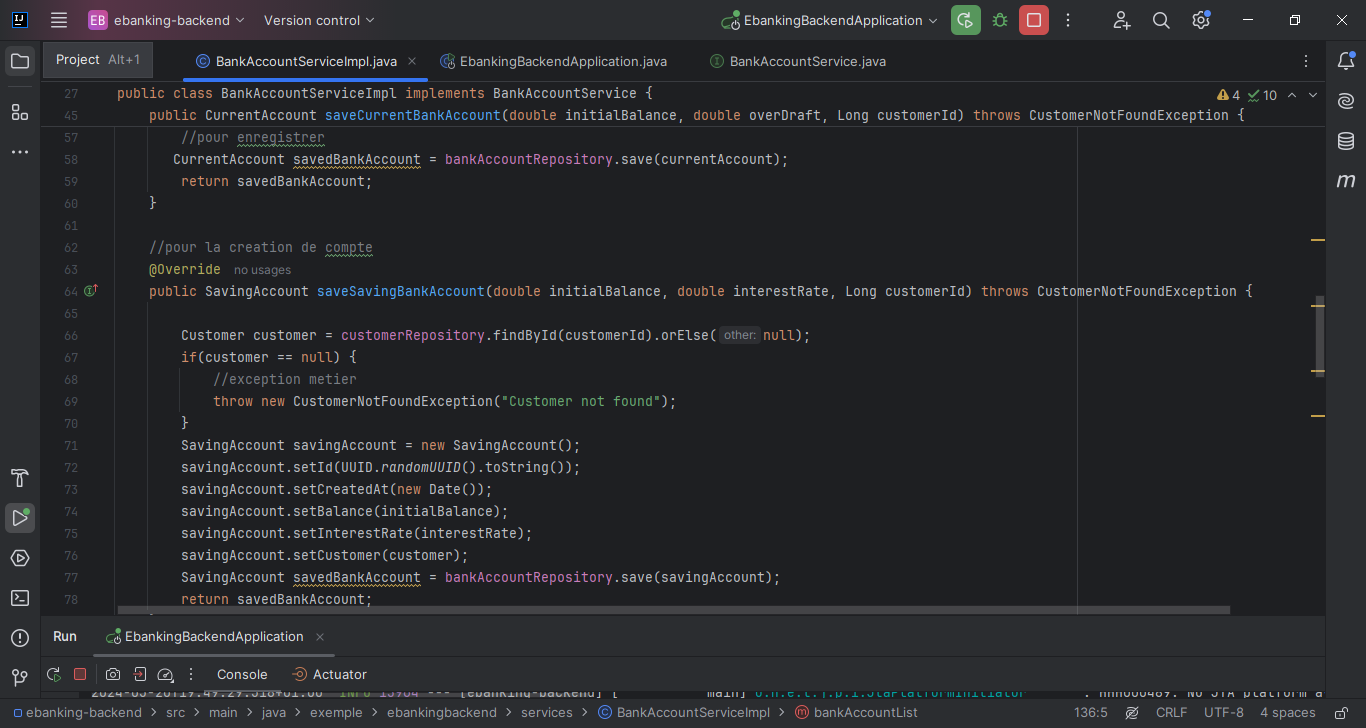 EB ebanking-backend Version control EbankingBackendApplication
Project Alt+1 BankAccountServiceImpl.java EbankingBackendApplication.java BankAccountService.java
27 public class BankAccountServiceImpl implements BankAccountService { 4 10
45 public CurrentAccount saveCurrentBankAccount(double initialBalance, double overDraft, Long customerId) throws CustomerNotFoundException {
57 //pour enregistrer
58 CurrentAccount savedBankAccount = bankAccountRepository.save(currentAccount);
59 return savedBankAccount;
60 }
61
62 //pour la creation de compte
63 @Override no usages
64 public SavingAccount saveSavingBankAccount(double initialBalance, double interestRate, Long customerId) throws CustomerNotFoundException {
65
66 Customer customer = customerRepository.findById(customerId).orElse( other: null);
67 if(customer == null) {
68 //exception metier
69 throw new CustomerNotFoundException("Customer not found");
70 }
71 SavingAccount savingAccount = new SavingAccount();
72 savingAccount.setId(UUID.randomUUID().toString());
73 savingAccount.setCreatedAt(new Date());
74 savingAccount.setBalance(initialBalance);
75 savingAccount.setInterestRate(interestRate);
76 savingAccount.setCustomer(customer);
77 SavingAccount savedBankAccount = bankAccountRepository.save(savingAccount);
78 return savedBankAccount;
Run EbankingBackendApplication
Console Actuator
[ebanking-backend] [ main]
ebanking-backend > src > main > java > exemple > ebankingbackend > services > BankAccountServiceImpl > bankAccountList 136:5 CRLF UTF-8 4 spaces